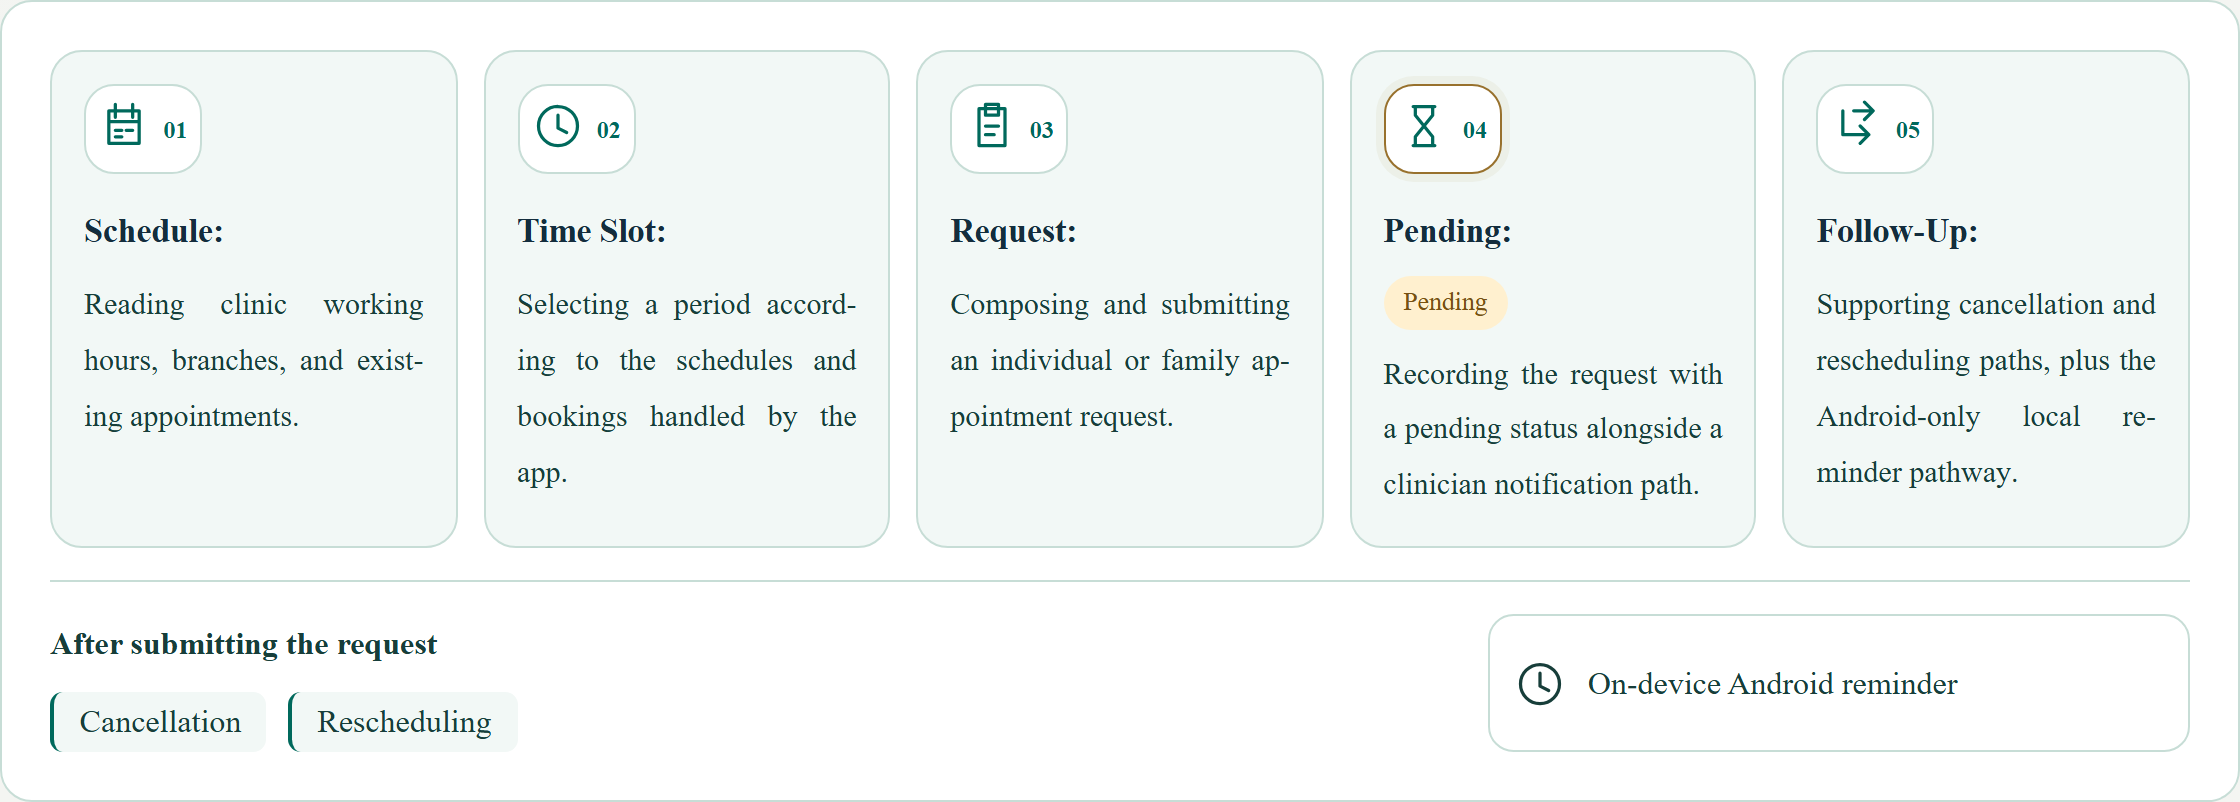 01
Schedule:
Reading clinic working
hours, branches, and exist-
ing appointments.
02
Time Slot:
Selecting a period accord-
ing to the schedules and
bookings handled by the
app.
03
Request:
Composing and submitting
an individual or family ap-
pointment request.
04
Pending:
Pending
Recording the request with
a pending status alongside a
clinician notification path.
05
Follow-Up:
Supporting cancellation and
rescheduling paths, plus the
Android-only local re-
minder pathway.
After submitting the request
Cancellation
Rescheduling
On-device Android reminder